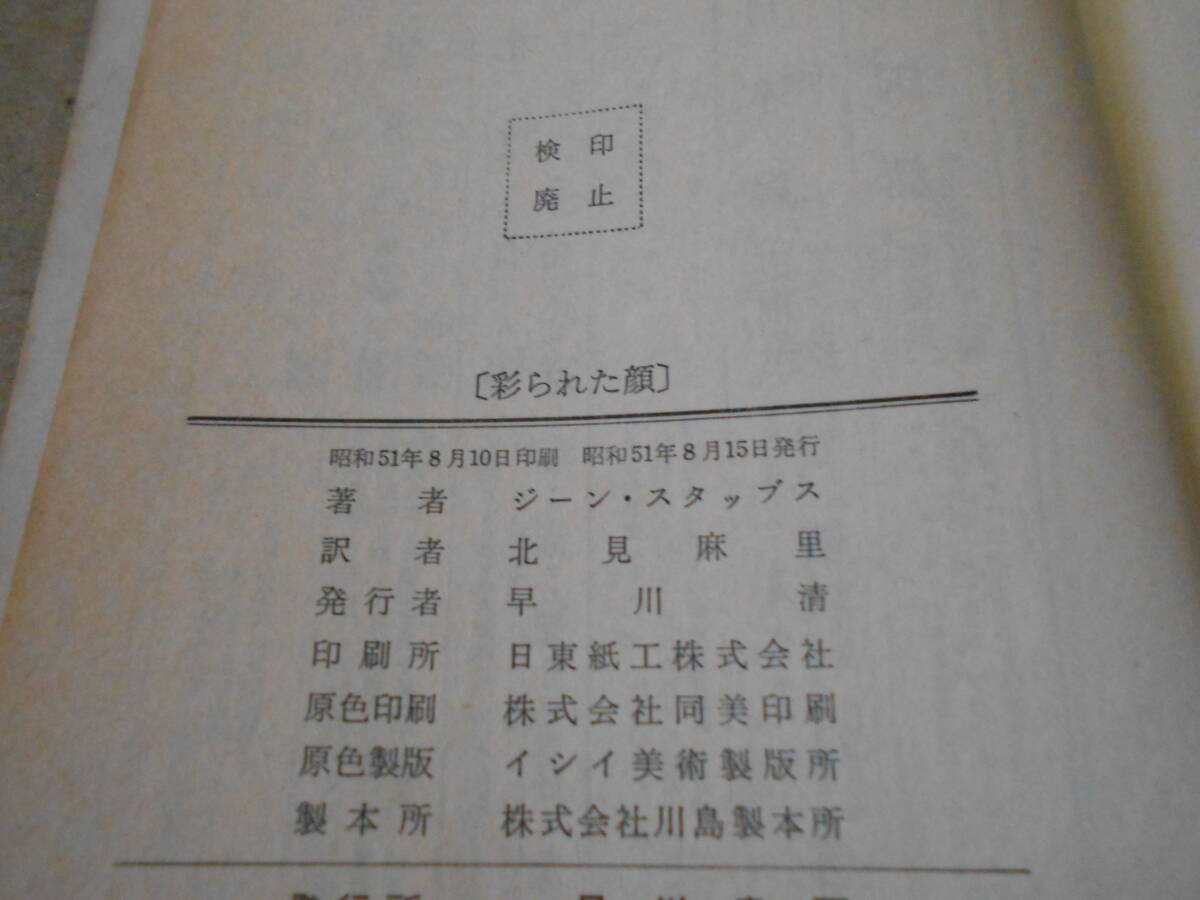 検印
廃止
〔彩られた顔〕
昭和51年8月10日印刷 昭和51年8月15日発行
著者 ジーン・スタッブス
訳者 北見麻里
発行者 早川清
印刷所 日東紙工株式会社
原色印刷 株式会社同美印刷
原色製版 イシイ美術製版所
製本所 株式会社川島製本所